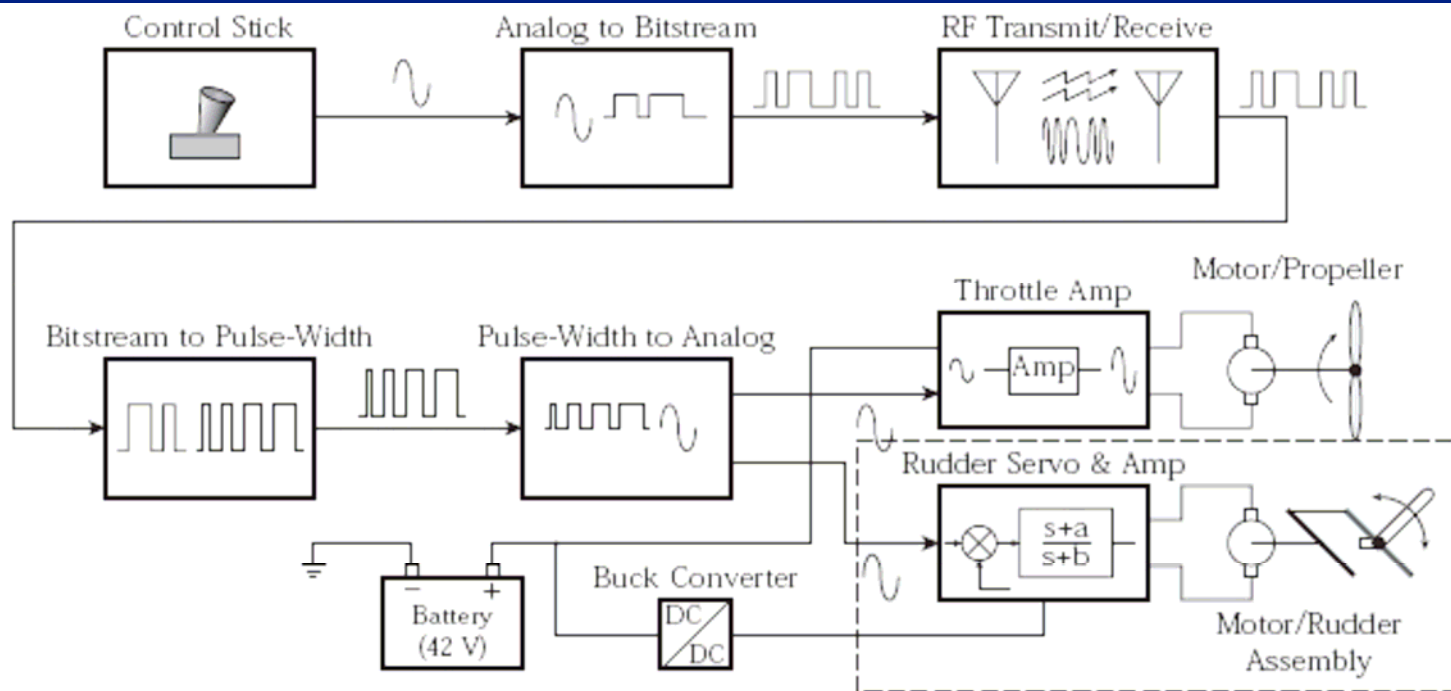 Control Stick
Analog to Bitstream
RF Transmit/Receive
Motor/Propeller
Throttle Amp
Bitstream to Pulse-Width
Pulse-Width to Analog
Amp
Rudder Servo & Amp
s+a
s+b
Buck Converter
− +
Battery
(42 V)
DC
DC
Motor/Rudder
Assembly